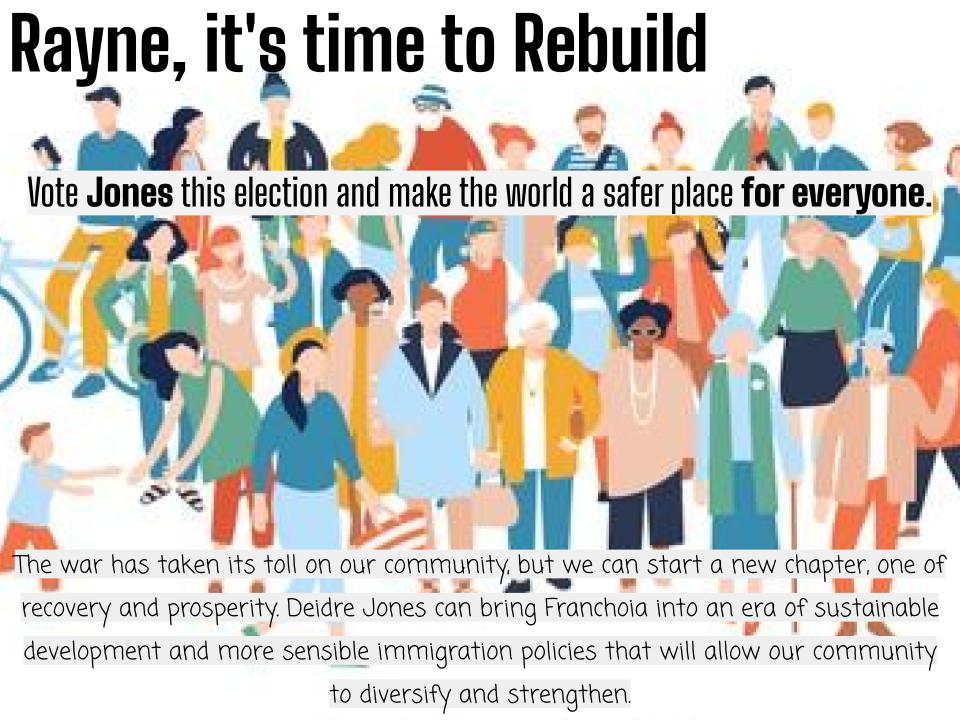 Rayne, it's time to Rebuild
Vote Jones this election and make the world a safer place for everyone.
The war has taken its toll on our community, but we can start a new chapter, one of
recovery and prosperity. Deidre Jones can bring Franchoia into an era of sustainable
development and more sensible immigration policies that will allow our community
to diversify and strengthen.